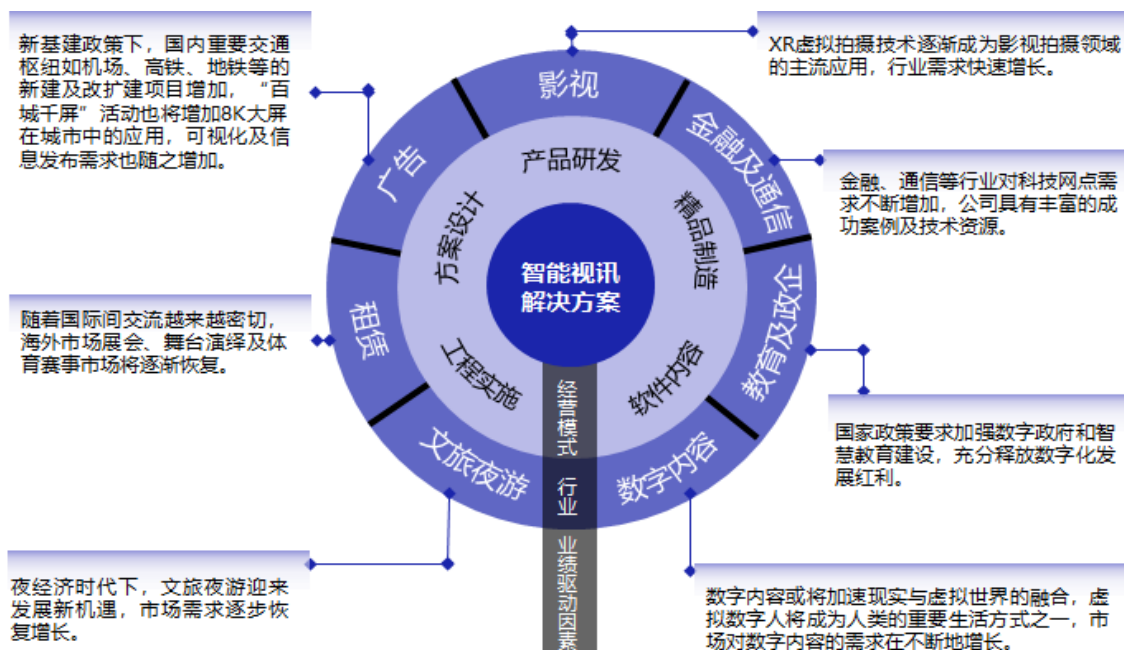 新基建政策下，国内重要交通
枢纽如机场、高铁、地铁等的
新建及改扩建项目增加，“百
城千屏”活动也将增加8K大屏
在城市中的应用，可视化及信
息发布需求也随之增加。
XR虚拟拍摄技术逐渐成为影视拍摄领域
的主流应用，行业需求快速增长。
金融、通信等行业对科技网点需
求不断增加，公司具有丰富的成
功案例及技术资源。
随着国际间交流越来越密切，
海外市场展会、舞台演绎及体
育赛事市场将逐渐恢复。
国家政策要求加强数字政府和智
慧教育建设，充分释放数字化发
展红利。
夜经济时代下，文旅夜游迎来
发展新机遇，市场需求逐步恢
复增长。
数字内容或将加速现实与虚拟世界的融合，虚
拟数字人将成为人类的重要生活方式之一，市
场对数字内容的需求在不断地增长。
影视
金融及通信
教育及政企
数字内容
文旅夜游
租赁
广告
产品研发
精品制造
软件内容
工程实施
方案设计
智能视讯
解决方案
经营模式
行业
业绩驱动因素